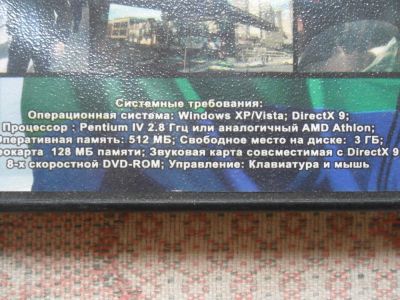 Системные требования:
Операционная система: Windows XP/Vista; DirectX 9;
Процессор : Pentium IV 2.8 Ггц или аналогичный AMD Athlon;
Оперативная память: 512 МБ; Свободное место на диске: 3 ГБ;
еокарта 128 МБ памяти; Звуковая карта совсместимая с DirectX 9
8-х скоростной DVD-ROM; Управление: Клавиатура и мышь